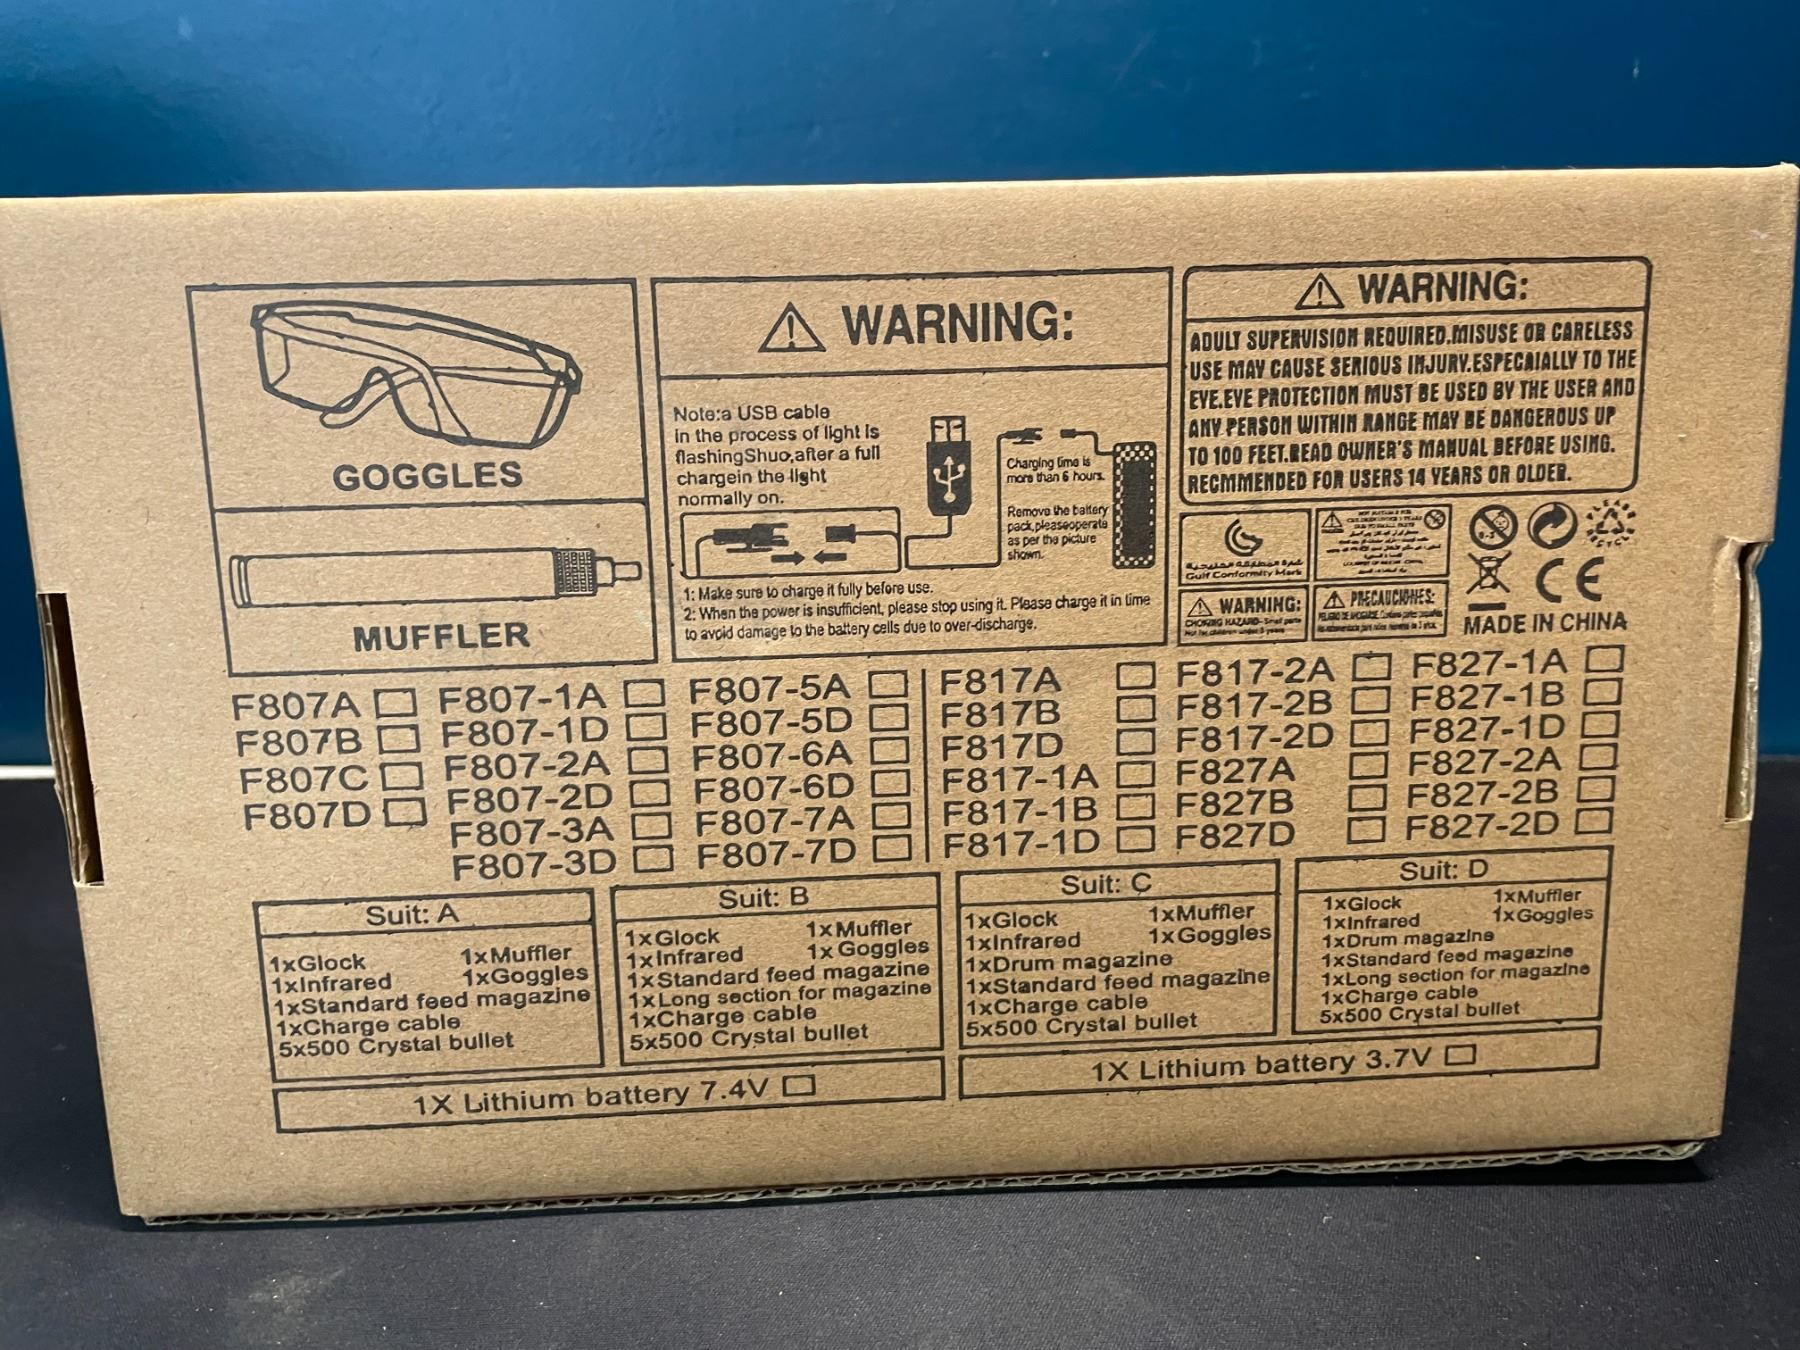 GOGGLES
MUFFLER
WARNING:
Note:a USB cable
in the process of light is
flashingShuo,after a full
chargein the light
normally on.
Charging time is
more than 6 hours.
Remove the battery
pack,pleaseoperate
as per the picture
shown.
1: Make sure to charge it fully before use.
2: When the power is insufficient, please stop using it. Please charge it in time
to avoid damage to the battery cells due to over-discharge.
WARNING:
ADULT SUPERVISION REQUIRED.MISUSE OR CARELESS
USE MAY CAUSE SERIOUS INJURY.ESPECAIALLY TO THE
EYE.EYE PROTECTION MUST BE USED BY THE USER AND
ANY PERSON WITHIN RANGE MAY BE DANGEROUS UP
TO 100 FEET.READ OWNER'S MANUAL BEFORE USING.
RECMMENDED FOR USERS 14 YEARS OR OLDER.
Gulf Conformity Mark
WARNING:
CHOKING HAZARD-Small parts
Not for children under 3 years
PRECAUCIONES:
0-3
CE
MADE IN CHINA
F807A F807-1A F807-5A F817A F817-2A F827-1A
F807B F807-1D F807-5D F817B F817-2B F827-1B
F807C F807-2A F807-6A F817D F817-2D F827-1D
F807D F807-2D F807-6D F817-1A F827A F827-2A
F807-3A F807-7A F817-1B F827B F827-2B
F807-3D F807-7D F817-1D F827D F827-2D
Suit: A
1xGlock 1xMuffler
1xInfrared 1xGoggles
1xStandard feed magazine
1xCharge cable
5x500 Crystal bullet
Suit: B
1xGlock 1xMuffler
1xInfrared 1xGoggles
1xStandard feed magazine
1xLong section for magazine
1xCharge cable
5x500 Crystal bullet
Suit: C
1xGlock 1xMuffler
1xInfrared 1xGoggles
1xDrum magazine
1xStandard feed magazine
1xCharge cable
5x500 Crystal bullet
Suit: D
1xGlock 1xMuffler
1xInfrared 1xGoggles
1xDrum magazine
1xStandard feed magazine
1xLong section for magazine
1xCharge cable
5x500 Crystal bullet
1X Lithium battery 7.4V
1X Lithium battery 3.7V